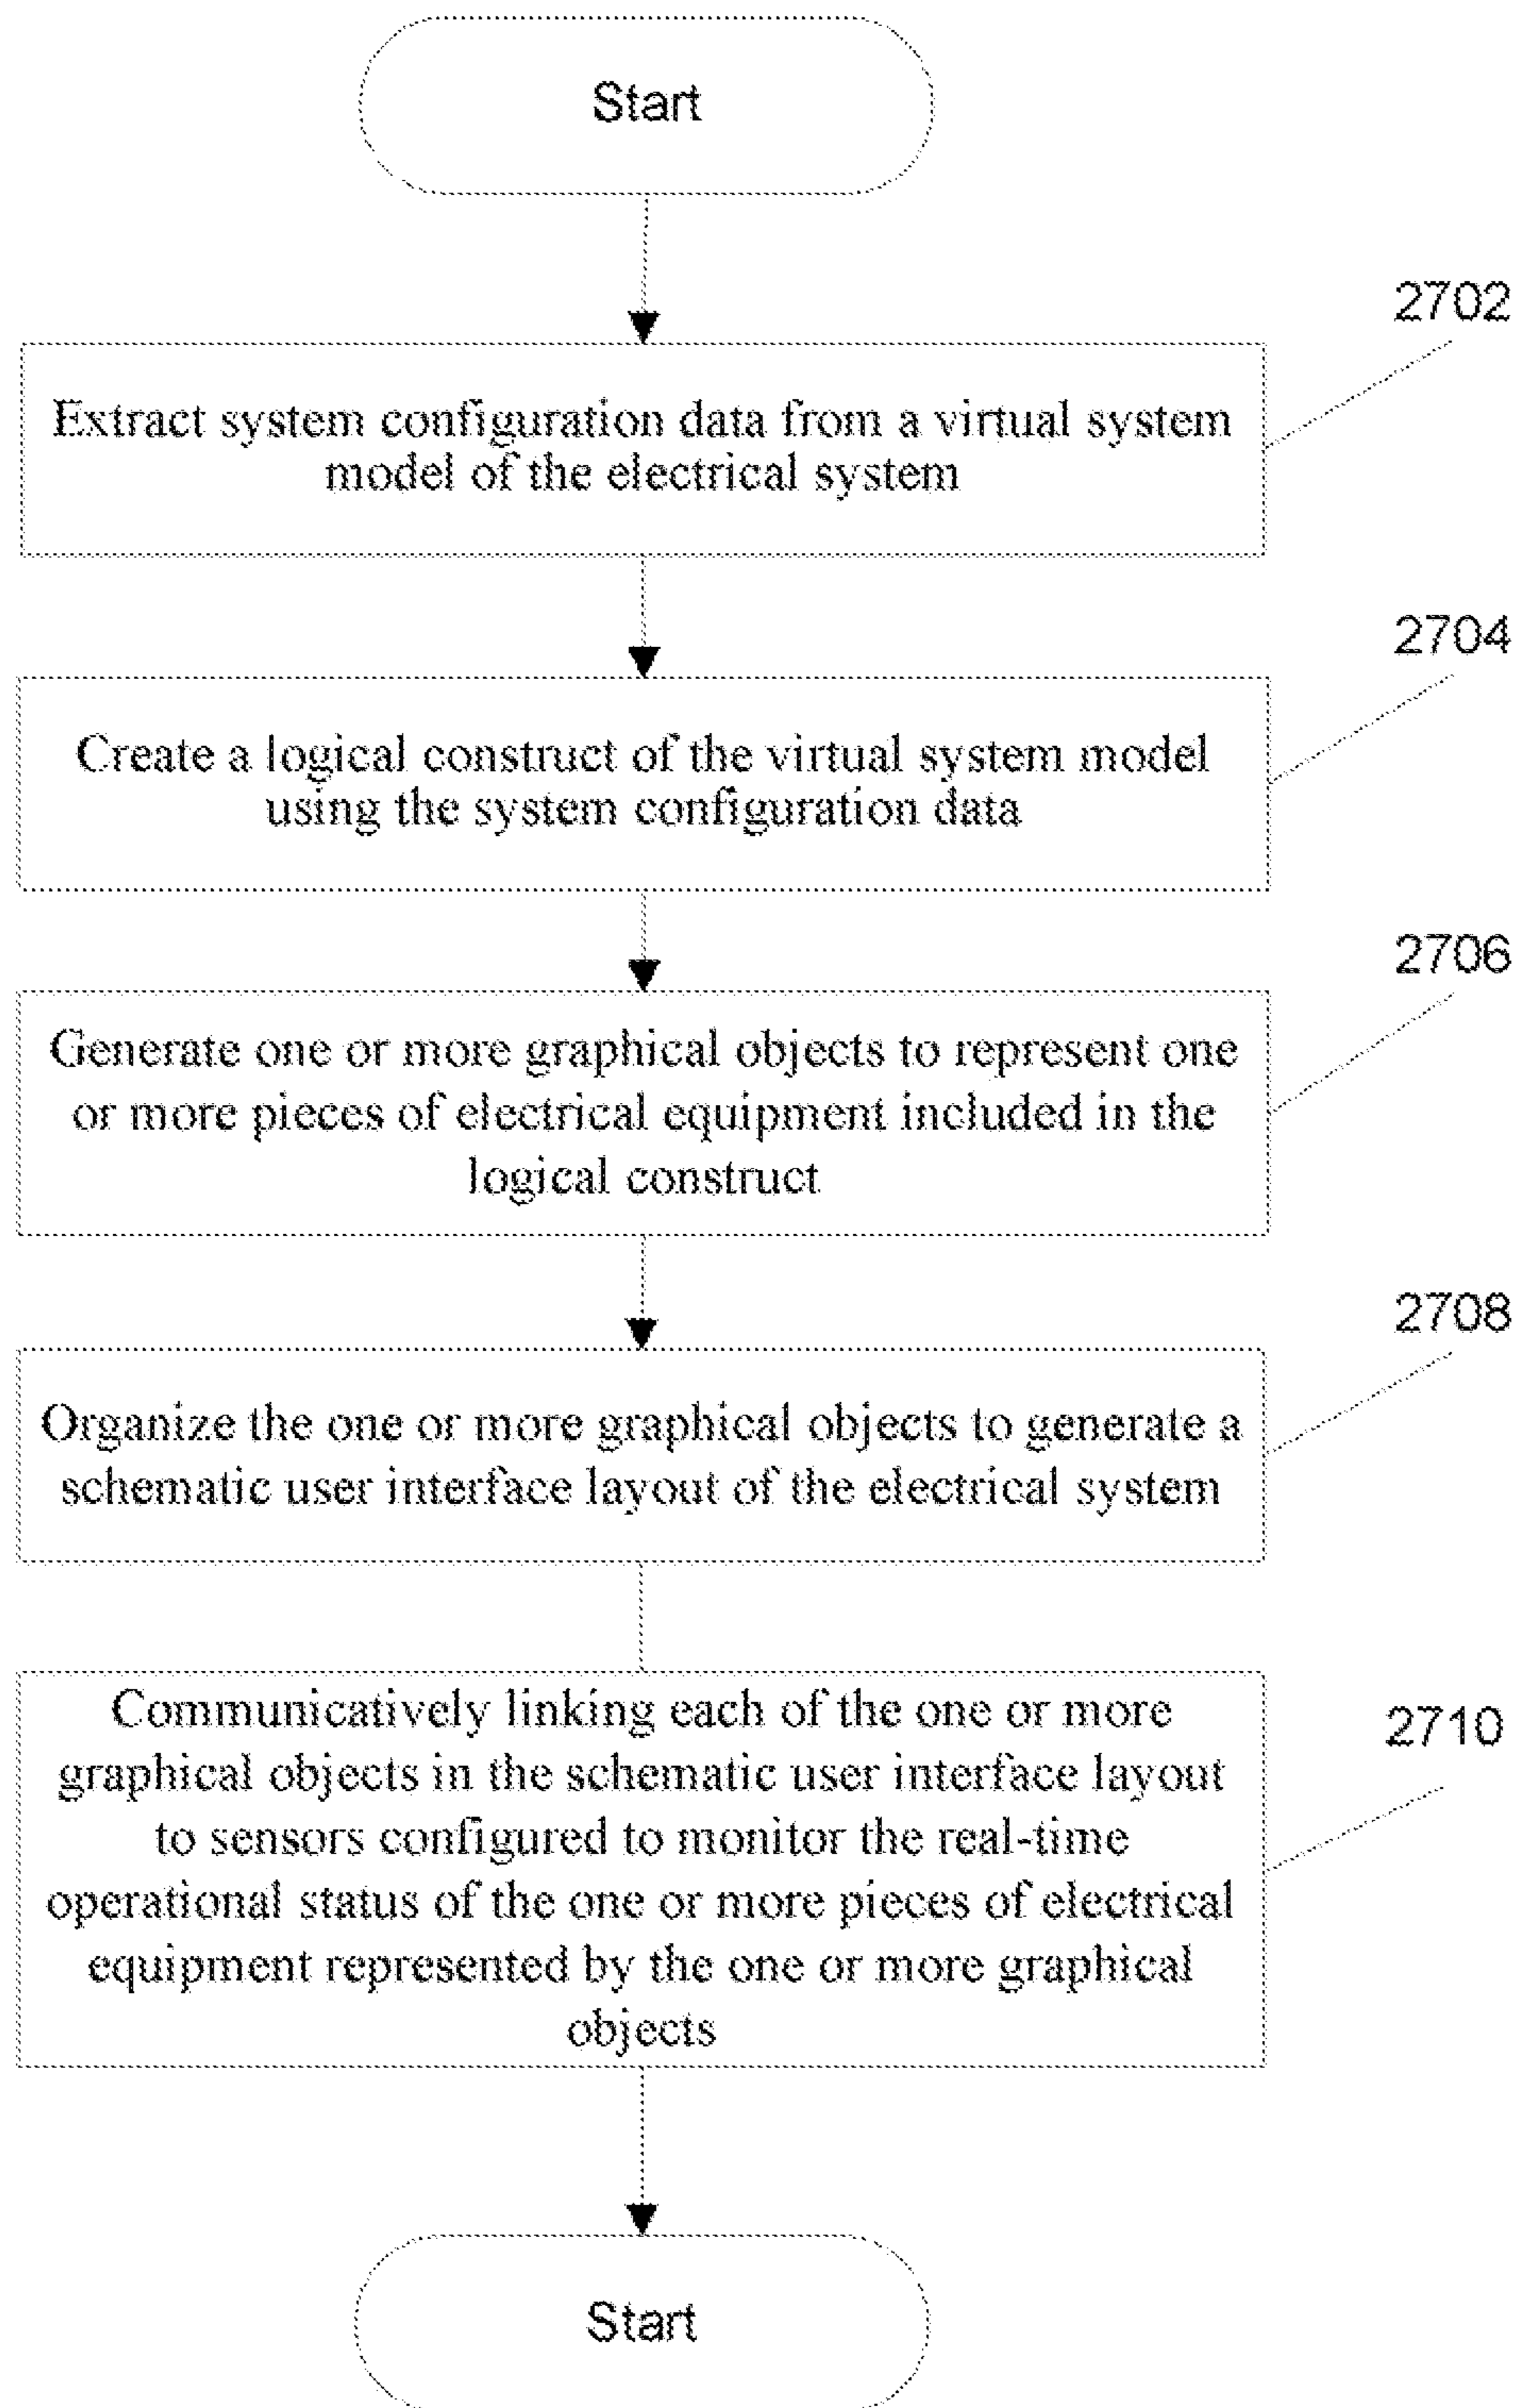 Start
2702
Extract system configuration data from a virtual system
model of the electrical system
2704
Create a logical construct of the virtual system model
using the system configuration data
2706
Generate one or more graphical objects to represent one
or more pieces of electrical equipment included in the
logical construct
2708
Organize the one or more graphical objects to generate a
schematic user interface layout of the electrical system
2710
Communicatively linking each of the one or more
graphical objects in the schematic user interface layout
to sensors configured to monitor the real-time
operational status of the one or more pieces of electrical
equipment represented by the one or more graphical
objects
Start